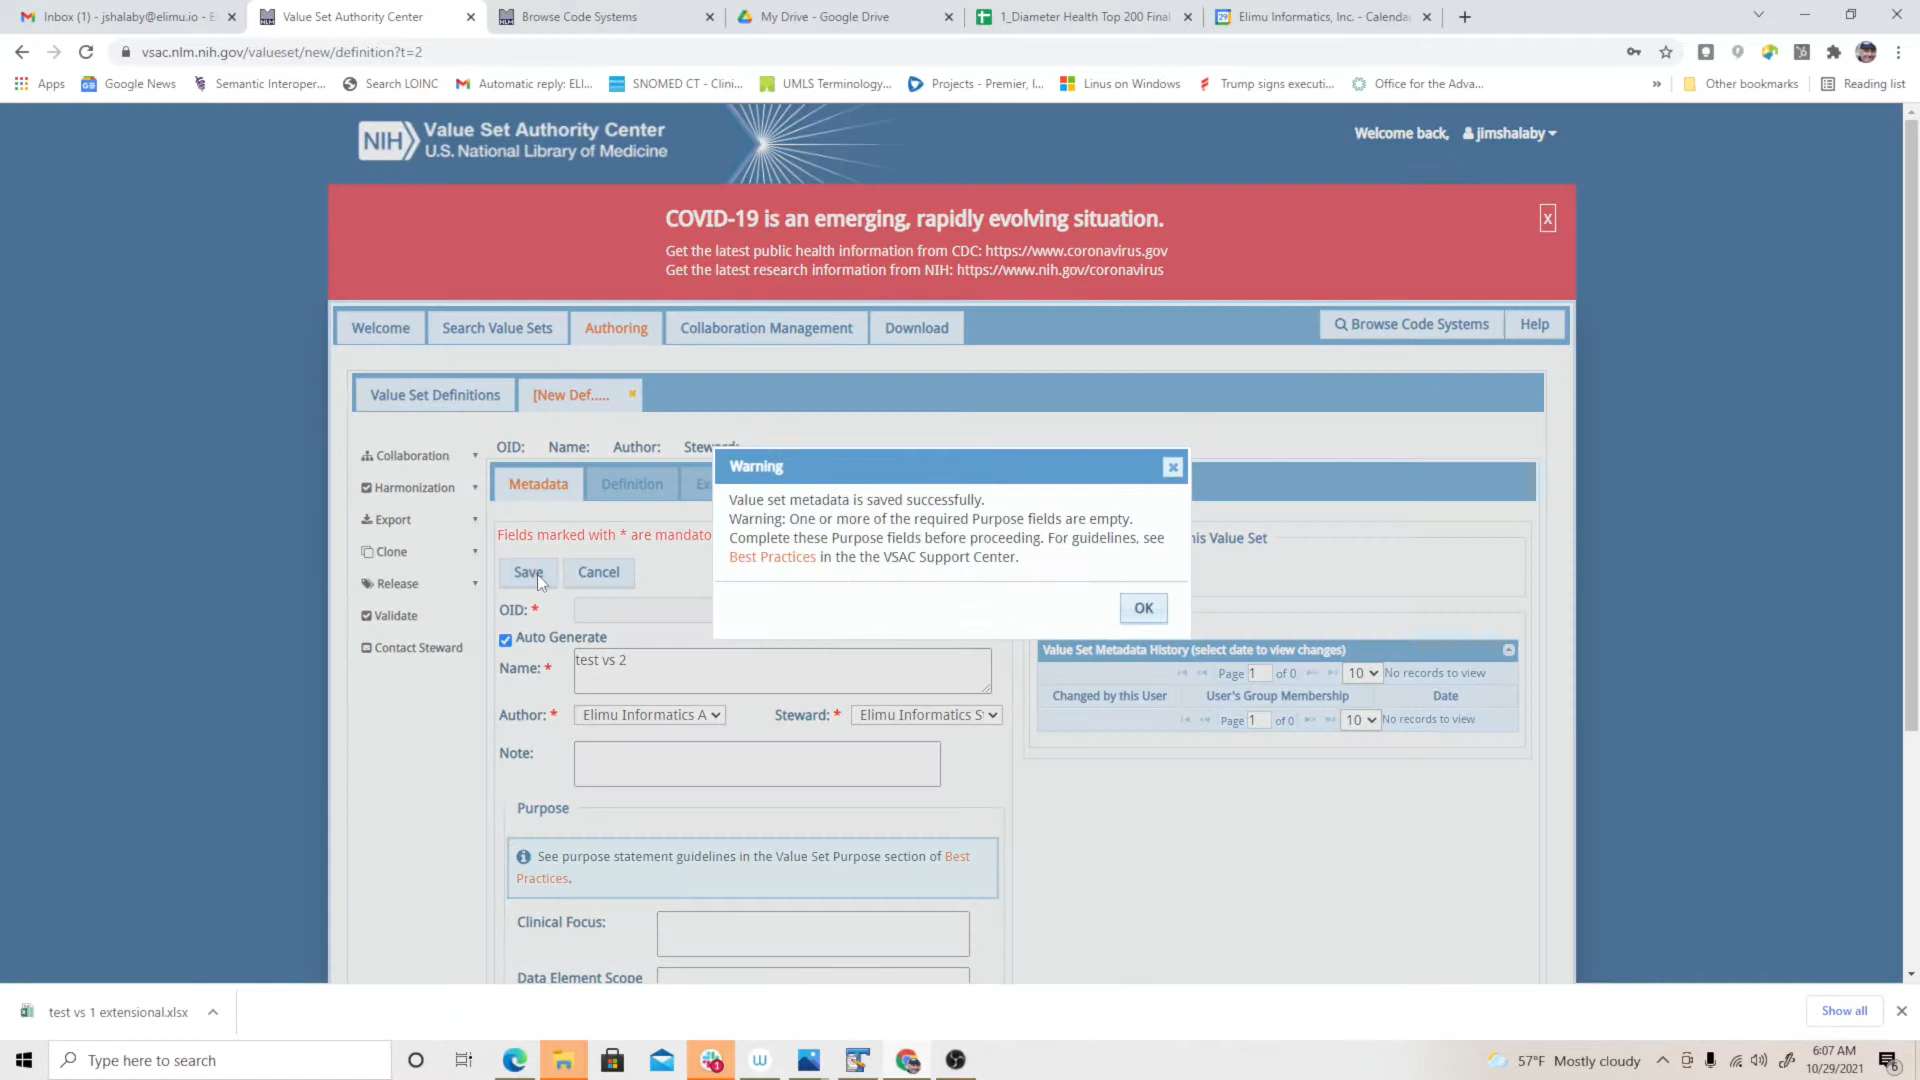 Inbox (1) - jshalaby@elimu.io - E
Value Set Authority Center
Browse Code Systems
My Drive - Google Drive
1_Diameter Health Top 200 Final
Elimu Informatics, Inc. - Calenda
vsac.nlm.nih.gov/valueset/new/definition?t=2
Apps
Google News
Semantic Interoper...
Search LOINC
Automatic reply: ELI...
SNOMED CT - Clini...
UMLS Terminology...
Projects - Premier, I...
Linus on Windows
Trump signs executi...
Office for the Adva...
»
Other bookmarks
Reading list
NIH
Value Set Authority Center
U.S. National Library of Medicine
Welcome back, jimshalaby
COVID-19 is an emerging, rapidly evolving situation.
X
Get the latest public health information from CDC: https://www.coronavirus.gov
Get the latest research information from NIH: https://www.nih.gov/coronavirus
Welcome
Search Value Sets
Authoring
Collaboration Management
Download
Browse Code Systems
Help
Value Set Definitions
[New Def.....
OID: Name: Author: Steward:
Collaboration
Harmonization
Export
Clone
Release
Validate
Contact Steward
Metadata
Definition
Ex
Fields marked with * are mandato
Save
Cancel
OID: *
Auto Generate
Name: *
test vs 2
Author: *
Elimu Informatics A
Steward: *
Elimu Informatics S
Note:
Purpose
See purpose statement guidelines in the Value Set Purpose section of Best
Practices.
Clinical Focus:
Data Element Scope
Warning
Value set metadata is saved successfully.
Warning: One or more of the required Purpose fields are empty.
Complete these Purpose fields before proceeding. For guidelines, see
Best Practices in the the VSAC Support Center.
OK
his Value Set
Value Set Metadata History (select date to view changes)
Page 1 of 0 10 No records to view
Changed by this User
User's Group Membership
Date
Page 1 of 0 10 No records to view
test vs 1 extensional.xlsx
Show all
Type here to search
57°F Mostly cloudy
6:07 AM
10/29/2021